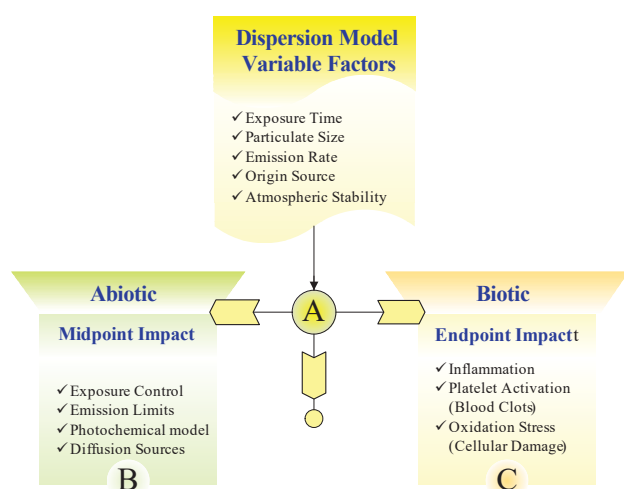 Dispersion Model
Variable Factors
✓ Exposure Time
✓ Particulate Size
✓ Emission Rate
✓ Origin Source
✓ Atmospheric Stability
A
Abiotic
Midpoint Impact
✓ Exposure Control
✓ Emission Limits
✓ Photochemical model
✓ Diffusion Sources
B
Biotic
Endpoint Impactt
✓ Inflammation
✓ Platelet Activation
(Blood Clots)
✓ Oxidation Stress
(Cellular Damage)
C